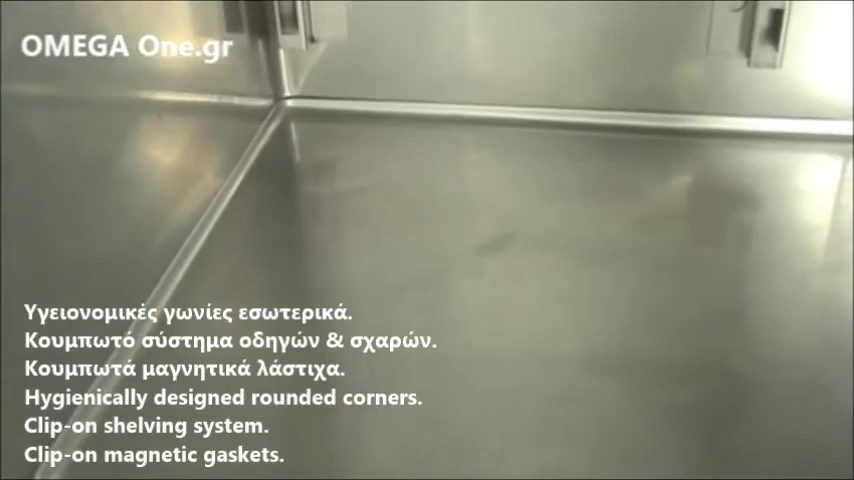 OMEGA One.gr
Υγειονομικές γωνίες εσωτερικά.
Κουμπωτό σύστημα οδηγών & σχαρών.
Κουμπωτά μαγνητικά λάστιχα.
Hygienically designed rounded corners.
Clip-on shelving system.
Clip-on magnetic gaskets.